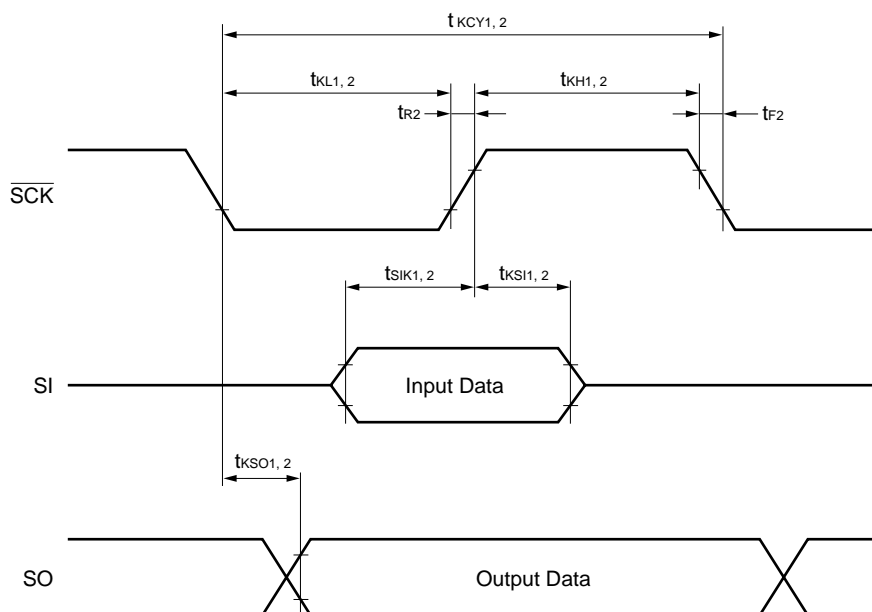 tKCY1, 2
tKL1, 2
tKH1, 2
tR2
tF2
SCK
tSIK1, 2
tKSI1, 2
SI
Input Data
tKSO1, 2
SO
Output Data